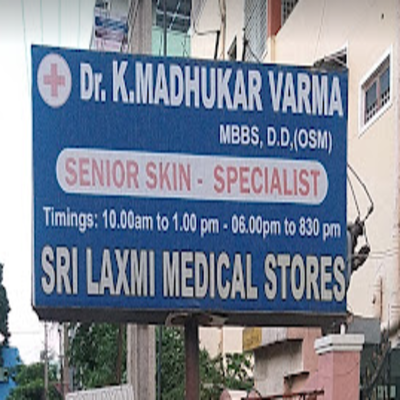 Dr. K.MADHUKAR VARMA
MBBS, D.D,(OSM)
SENIOR SKIN - SPECIALIST
Timings: 10.00am to 1.00 pm - 06.00pm to 830 pm
SRI LAXMI MEDICAL STORES